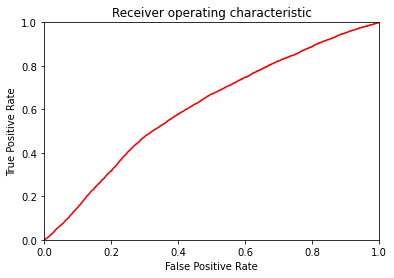 Receiver operating characteristic
1.0
0.8
0.6
0.4
0.2
0.0
True Positive Rate
0.0 0.2 0.4 0.6 0.8 1.0
False Positive Rate